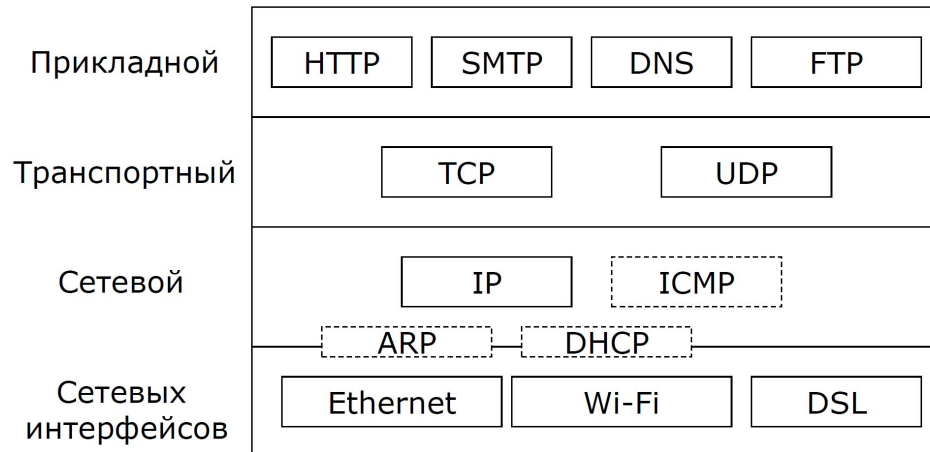 Прикладной
HTTP SMTP DNS FTP
Транспортный
TCP UDP
Сетевой
IP ICMP
ARP DHCP
Сетевых
интерфейсов
Ethernet Wi-Fi DSL